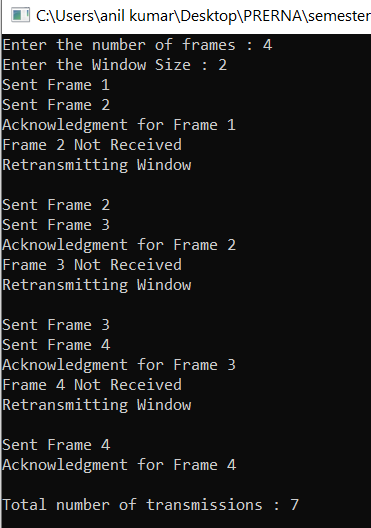 C:\Users\anil kumar\Desktop\PRERNA\semester
Enter the number of frames : 4
Enter the Window Size : 2
Sent Frame 1
Sent Frame 2
Acknowledgment for Frame 1
Frame 2 Not Received
Retransmitting Window
Sent Frame 2
Sent Frame 3
Acknowledgment for Frame 2
Frame 3 Not Received
Retransmitting Window
Sent Frame 3
Sent Frame 4
Acknowledgment for Frame 3
Frame 4 Not Received
Retransmitting Window
Sent Frame 4
Acknowledgment for Frame 4
Total number of transmissions : 7